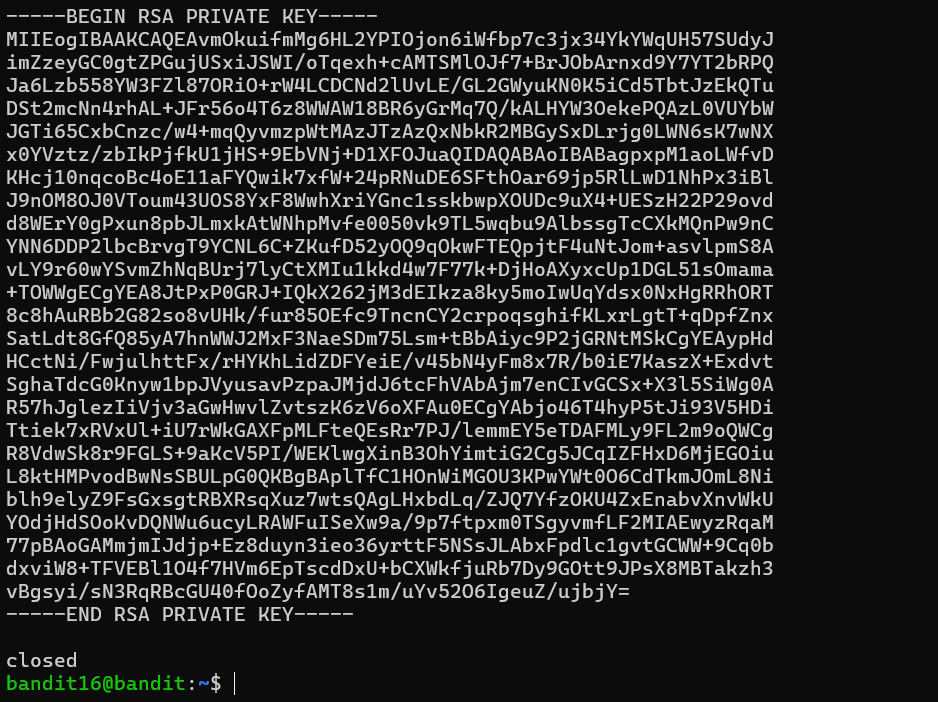 -----BEGIN RSA PRIVATE KEY-----
MIIEogIBAAKCAQEAvmOkuifmMg6HL2YPIOjon6iWfbp7c3jx34YkYWqUH57SUdyJ
imZzeyGC0gtZPGujUSxiJSWI/oTqexh+cAMTSMlOJf7+BrJObArnxd9Y7YT2bRPQ
Ja6Lzb558YW3FZl87ORiO+rW4LCDCNd2lUvLE/GL2GWyuKN0K5iCd5TbtJzEkQTu
DSt2mcNn4rhAL+JFr56o4T6z8WWAW18BR6yGrMq7Q/kALHYW3OekePQAzL0VUYbW
JGTi65CxbCnzc/w4+mqQyvmzpWtMAzJTzAzQxNbkR2MBGySxDLrjg0LWN6sK7wNX
x0YVztz/zbIkPjfkU1jHS+9EbVNj+D1XFOJuaQIDAQABAoIBABagpxpM1aoLWfvD
KHcj10nqcoBc4oE11aFYQwik7xfW+24pRNuDE6SFthOar69jp5RlLwD1NhPx3iBl
J9nOM8OJ0VToum43UOS8YxF8WwhXriYGnc1sskbwpXOUDc9uX4+UESzH22P29ovd
d8WErY0gPxun8pbJLmxkAtWNhpMvfe0050vk9TL5wqbu9AlbssgTcCXkMQnPw9nC
YNN6DDP2lbcBrvgT9YCNL6C+ZKufD52yOQ9qOkwFTEQpjtF4uNtJom+asvlpmS8A
vLY9r60wYSvmZhNqBUrj7lyCtXMIu1kkd4w7F77k+DjHoAXyxcUp1DGL51sOmama
+TOWWgECgYEA8JtPxP0GRJ+IQkX262jM3dEIkza8ky5moIwUqYdsx0NxHgRRhORT
8c8hAuRBb2G82so8vUHk/fur85OEfc9TncnCY2crpoqsghifKLxrLgtT+qDpfZnx
SatLdt8GfQ85yA7hnWWJ2MxF3NaeSDm75Lsm+tBbAiyc9P2jGRNtMSkCgYEAypHd
HCctNi/FwjulhttFx/rHYKhLidZDFYeiE/v45bN4yFm8x7R/b0iE7KaszX+Exdvt
SghaTdcG0Knyw1bpJVyusavPzpaJMjdJ6tcFhVAbAjm7enCIvGCSx+X3l5SiWg0A
R57hJglezIiVjv3aGwHwvlZvtszK6zV6oXFAu0ECgYAbjo46T4hyP5tJi93V5HDi
Ttiek7xRVxUl+iU7rWkGAXFpMLFteQEsRr7PJ/lemmEY5eTDAFMLy9FL2m9oQWCg
R8VdwSk8r9FGLS+9aKcV5PI/WEKlwgXinB3OhYimtiG2Cg5JCqIZFHxD6MjEGOiu
L8ktHMPvodBwNsSBULpG0QKBgBAplTfC1HOnWiMGOU3KPwYWt0O6CdTkmJOmL8Ni
blh9elyZ9FsGxsgtRBXRsqXuz7wtsQAgLHxbdLq/ZJQ7YfzOKU4ZxEnabvXnvWkU
YOdjHdSOoKvDQNWu6ucyLRAWFuISeXw9a/9p7ftpxm0TSgyvmfLF2MIAEwyzRqaM
77pBAoGAMmjmIJdjp+Ez8duyn3ieo36yrttF5NSsJLAbxFpdlc1gvtGCWW+9Cq0b
dxviW8+TFVEBl1O4f7HVm6EpTscdDxU+bCXWkfjuRb7Dy9GOtt9JPsX8MBTakzh3
vBgsyi/sN3RqRBcGU40fOoZyfAMT8s1m/uYv52O6IgeuZ/ujbjY=
-----END RSA PRIVATE KEY-----
closed
bandit16@bandit:~$